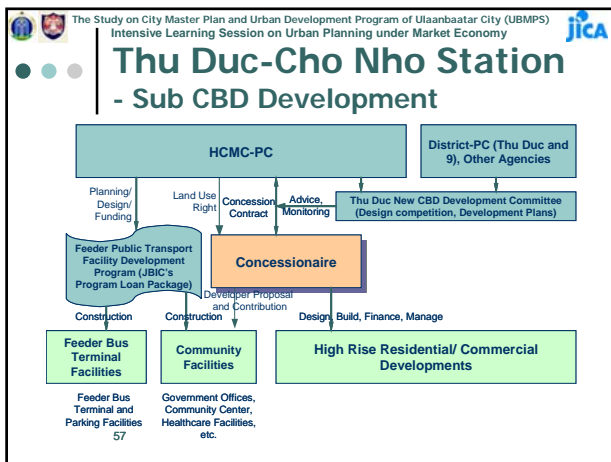 The Study on City Master Plan and Urban Development Program of Ulaanbaatar City (UBMPS)
Intensive Learning Session on Urban Planning under Market Economy
jICA
Thu Duc-Cho Nho Station
- Sub CBD Development
HCMC-PC
District-PC (Thu Duc and
9), Other Agencies
Planning/
Design/
Funding
Land Use
Right
Concession
Contract
Advice,
Monitoring
Thu Duc New CBD Development Committee
(Design competition, Development Plans)
Feeder Public Transport
Facility Development
Program (JBIC's
Program Loan Package)
Concessionaire
Developer Proposal
and Contribution
Construction
Construction
Design, Build, Finance, Manage
Feeder Bus
Terminal
Facilities
Community
Facilities
High Rise Residential/ Commercial
Developments
Feeder Bus
Terminal and
Parking Facilities
Government Offices,
Community Center,
Healthcare Facilities,
etc.
57